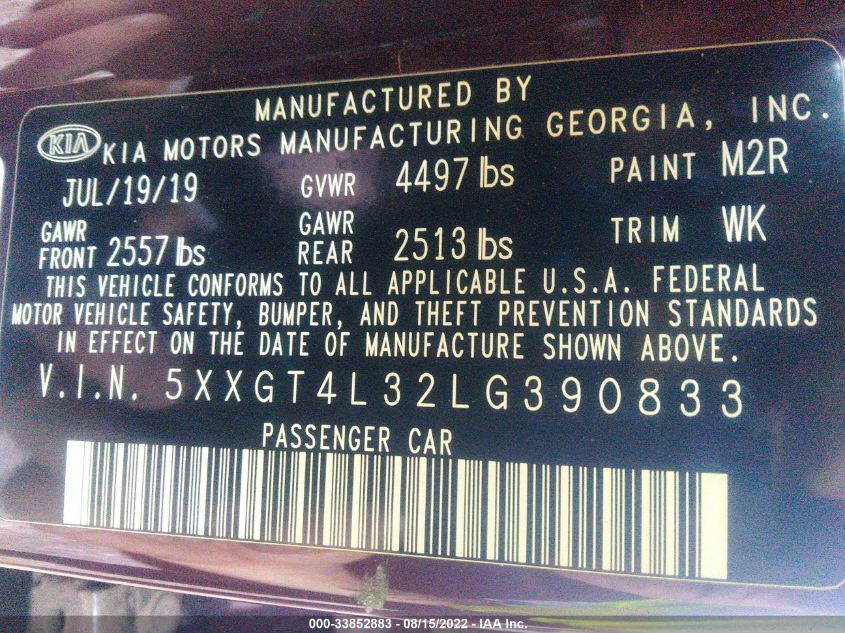 MANUFACTURED BY
KIA KIA MOTORS MANUFACTURING GEORGIA, INC.
JUL/19/19 GVWR 4497 lbs PAINT M2R
GAWR FRONT 2557 lbs GAWR REAR 2513 lbs TRIM WK
THIS VEHICLE CONFORMS TO ALL APPLICABLE U.S.A. FEDERAL
MOTOR VEHICLE SAFETY, BUMPER, AND THEFT PREVENTION STANDARDS
IN EFFECT ON THE DATE OF MANUFACTURE SHOWN ABOVE.
V.I.N. 5XXGT4L32LG390833
PASSENGER CAR
000-33852883 - 08/15/2022 - IAA Inc.